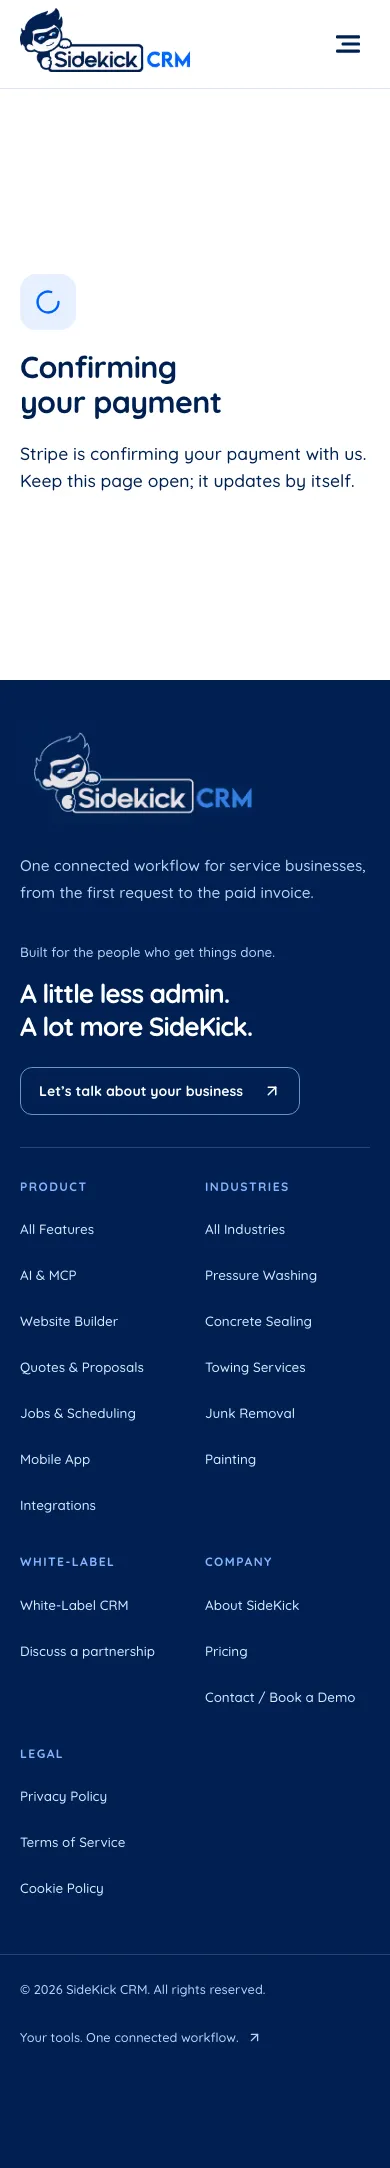 Sidekick CRM
Confirming
your payment
Stripe is confirming your payment with us.
Keep this page open; it updates by itself.
Sidekick CRM
One connected workflow for service businesses,
from the first request to the paid invoice.
Built for the people who get things done.
A little less admin.
A lot more SideKick.
Let’s talk about your business
PRODUCT
All Features
AI & MCP
Website Builder
Quotes & Proposals
Jobs & Scheduling
Mobile App
Integrations
INDUSTRIES
All Industries
Pressure Washing
Concrete Sealing
Towing Services
Junk Removal
Painting
WHITE-LABEL
White-Label CRM
Discuss a partnership
COMPANY
About SideKick
Pricing
Contact / Book a Demo
LEGAL
Privacy Policy
Terms of Service
Cookie Policy
© 2026 SideKick CRM. All rights reserved.
Your tools. One connected workflow.